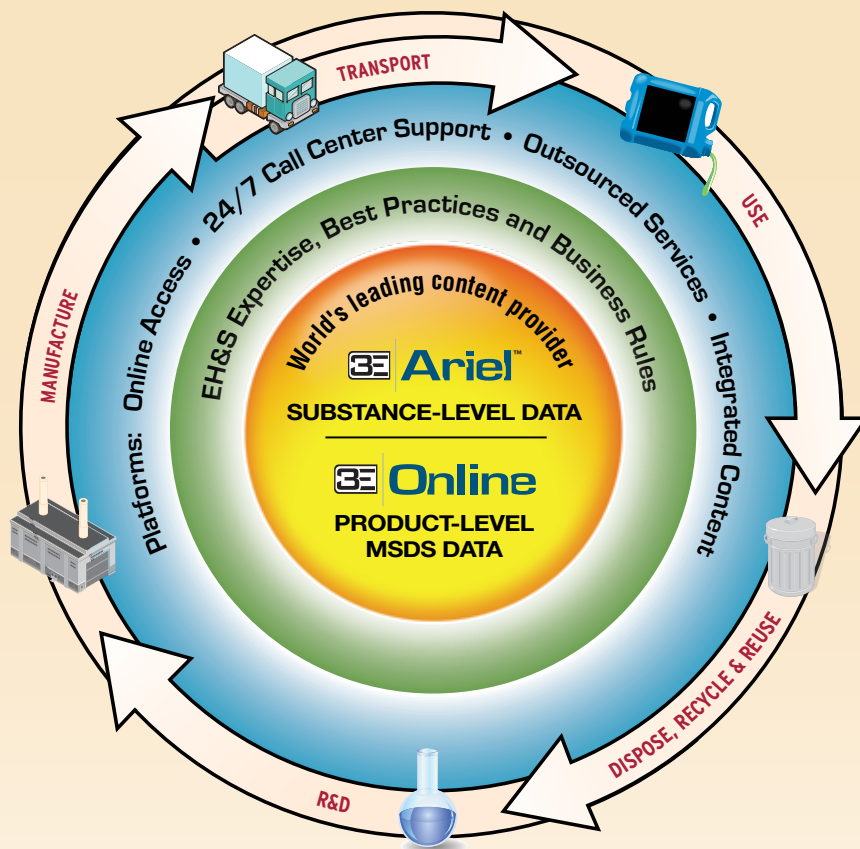 TRANSPORT
USE
DISPOSE, RECYCLE & REUSE
R&D
MANUFACTURE
Platforms: Online Access • 24/7 Call Center Support • Outsourced Services • Integrated Content
EH&S Expertise, Best Practices and Business Rules
World's leading content provider
3E Ariel™
SUBSTANCE-LEVEL DATA
3E Online
PRODUCT-LEVEL
MSDS DATA